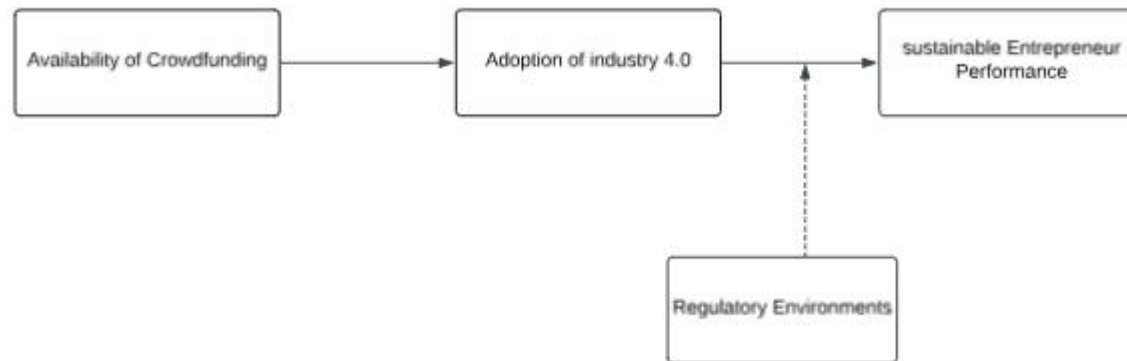 Availability of Crowdfunding
Adoption of industry 4.0
sustainable Entrepreneur
Performance
Regulatory Environments